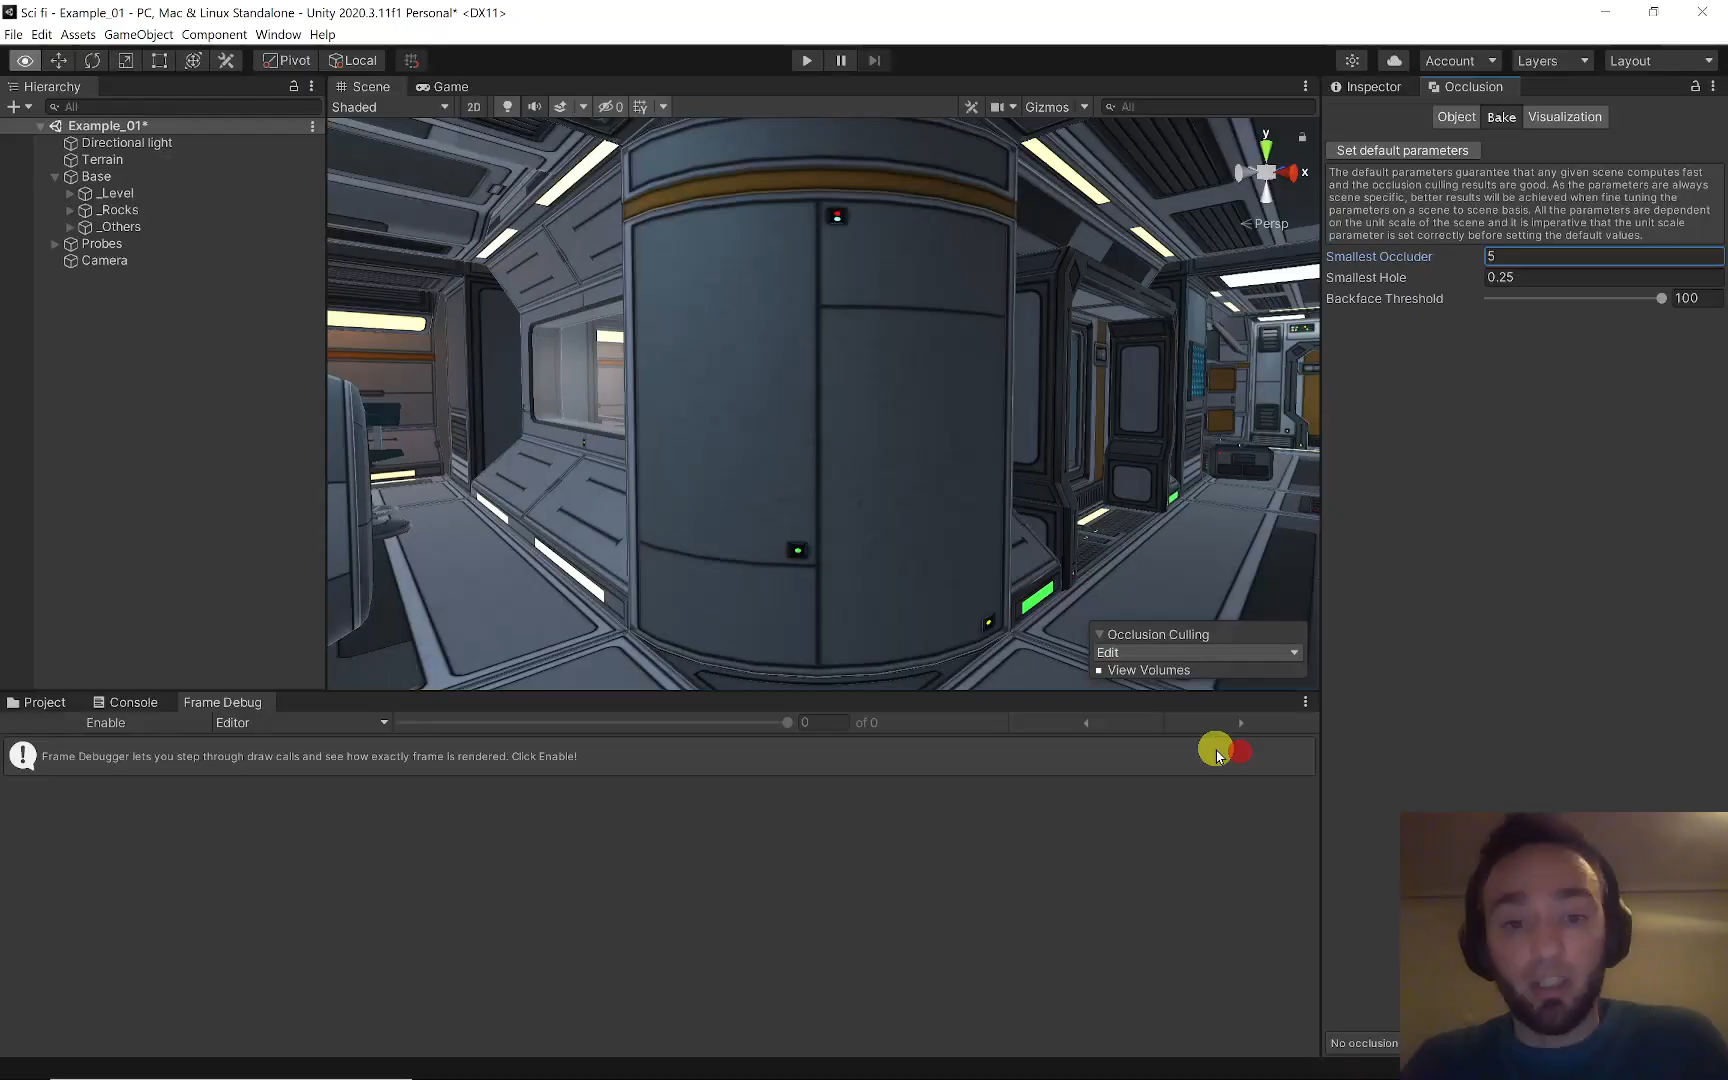 Sci fi - Example_01 - PC, Mac & Linux Standalone - Unity 2020.3.11f1 Personal* <DX11>
File Edit Assets GameObject Component Window Help
Pivot Local Account Layers Layout
Hierarchy
All
Example_01*
Directional light
Terrain
Base
_Level
_Rocks
_Others
Probes
Camera
Scene Game
Shaded 2D 0 Gizmos All
y
x
Persp
Occlusion Culling
Edit
View Volumes
Inspector Occlusion
Object Bake Visualization
Set default parameters
The default parameters guarantee that any given scene computes fast
and the occlusion culling results are good. As the parameters are always
scene specific, better results will be achieved when fine tuning the
parameters on a scene to scene basis. All the parameters are dependent
on the unit scale of the scene and it is imperative that the unit scale
parameter is set correctly before setting the default values.
Smallest Occluder 5
Smallest Hole 0.25
Backface Threshold 100
Project Console Frame Debug
Enable Editor 0 of 0
Frame Debugger lets you step through draw calls and see how exactly frame is rendered. Click Enable!
No occlusion